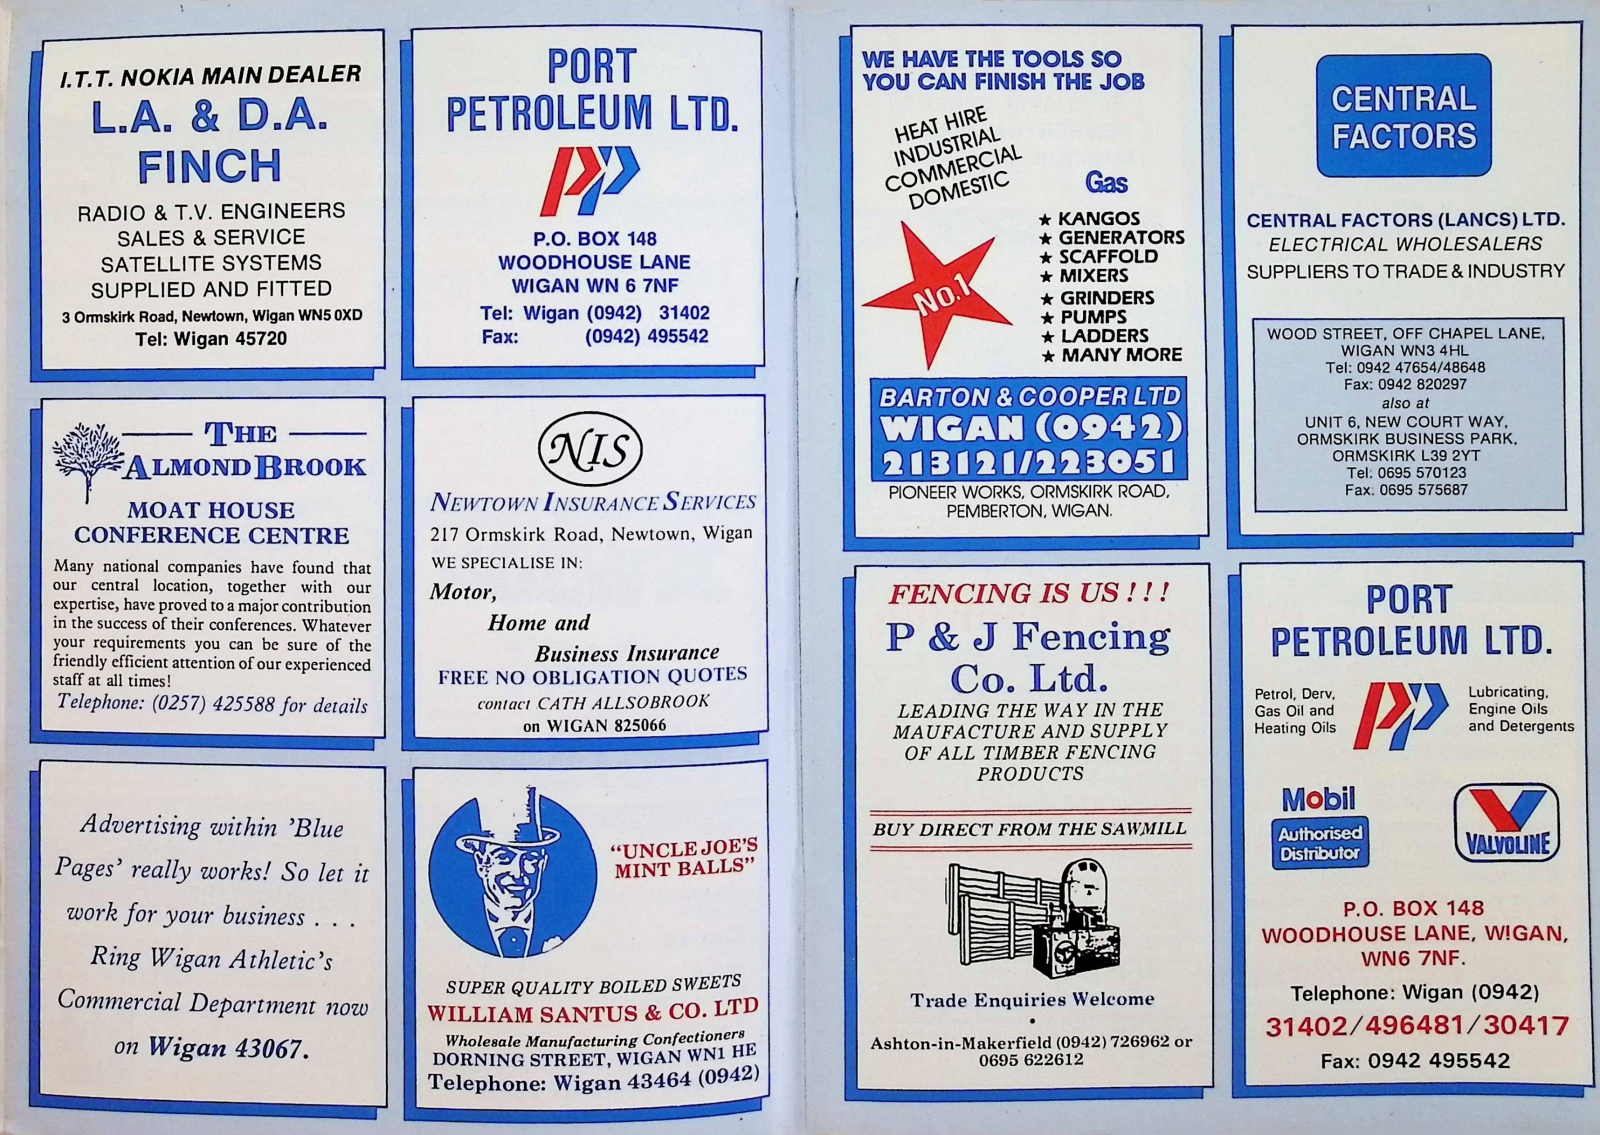 I.T.T. NOKIA MAIN DEALER
L.A. & D.A.
FINCH
RADIO & T.V. ENGINEERS
SALES & SERVICE
SATELLITE SYSTEMS
SUPPLIED AND FITTED
3 Ormskirk Road, Newtown, Wigan WN5 0XD
Tel: Wigan 45720
PORT
PETROLEUM LTD.
P.O. BOX 148
WOODHOUSE LANE
WIGAN WN 6 7NF
Tel: Wigan (0942) 31402
Fax: (0942) 495542
THE
ALMOND BROOK
MOAT HOUSE
CONFERENCE CENTRE
Many national companies have found that
our central location, together with our
expertise, have proved to a major contribution
in the success of their conferences. Whatever
your requirements you can be sure of the
friendly efficient attention of our experienced
staff at all times!
Telephone: (0257) 425588 for details
NIS
NEWTOWN INSURANCE SERVICES
217 Ormskirk Road, Newtown, Wigan
WE SPECIALISE IN:
Motor,
Home and
Business Insurance
FREE NO OBLIGATION QUOTES
contact CATH ALLSOBROOK
on WIGAN 825066
Advertising within 'Blue
Pages' really works! So let it
work for your business . . .
Ring Wigan Athletic's
Commercial Department now
on Wigan 43067.
"UNCLE JOE'S
MINT BALLS"
SUPER QUALITY BOILED SWEETS
WILLIAM SANTUS & CO. LTD
Wholesale Manufacturing Confectioners
DORNING STREET, WIGAN WN1 HE
Telephone: Wigan 43464 (0942)
WE HAVE THE TOOLS SO
YOU CAN FINISH THE JOB
HEAT HIRE
INDUSTRIAL
COMMERCIAL
DOMESTIC
Gas
No.1
★ KANGOS
★ GENERATORS
★ SCAFFOLD
★ MIXERS
★ GRINDERS
★ PUMPS
★ LADDERS
★ MANY MORE
BARTON & COOPER LTD
WIGAN (0942)
213121/223051
PIONEER WORKS, ORMSKIRK ROAD,
PEMBERTON, WIGAN.
CENTRAL
FACTORS
CENTRAL FACTORS (LANCS) LTD.
ELECTRICAL WHOLESALERS
SUPPLIERS TO TRADE & INDUSTRY
WOOD STREET, OFF CHAPEL LANE,
WIGAN WN3 4HL
Tel: 0942 47654/48648
Fax: 0942 820297
also at
UNIT 6, NEW COURT WAY,
ORMSKIRK BUSINESS PARK,
ORMSKIRK L39 2YT
Tel: 0695 570123
Fax: 0695 575687
FENCING IS US ! ! !
P & J Fencing
Co. Ltd.
LEADING THE WAY IN THE
MAUFACTURE AND SUPPLY
OF ALL TIMBER FENCING
PRODUCTS
BUY DIRECT FROM THE SAWMILL
Trade Enquiries Welcome
•
Ashton-in-Makerfield (0942) 726962 or
0695 622612
PORT
PETROLEUM LTD.
Petrol, Derv,
Gas Oil and
Heating Oils
Lubricating,
Engine Oils
and Detergents
Mobil
Authorised
Distributor
VALVOLINE
P.O. BOX 148
WOODHOUSE LANE, WIGAN,
WN6 7NF.
Telephone: Wigan (0942)
31402/496481/30417
Fax: 0942 495542